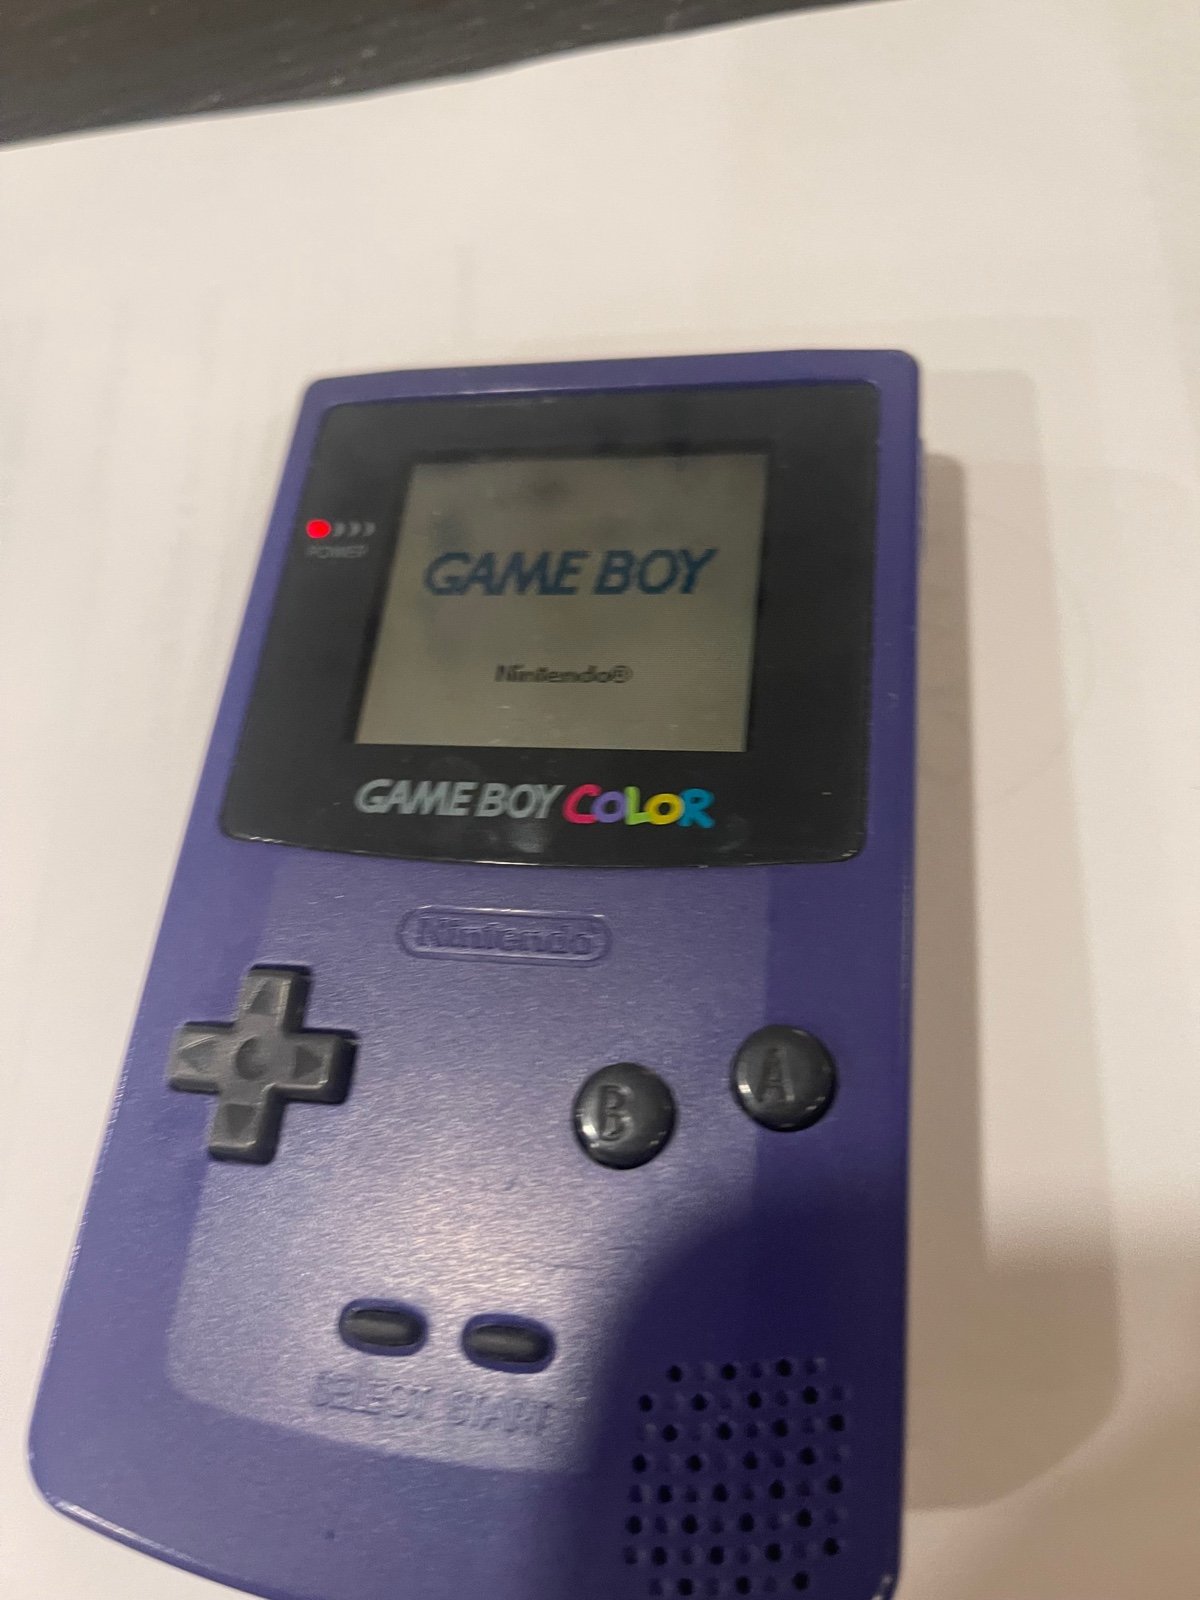 POWER
GAME BOY
Nintendo®
GAME BOY COLOR
Nintendo
B
A
SELECT START